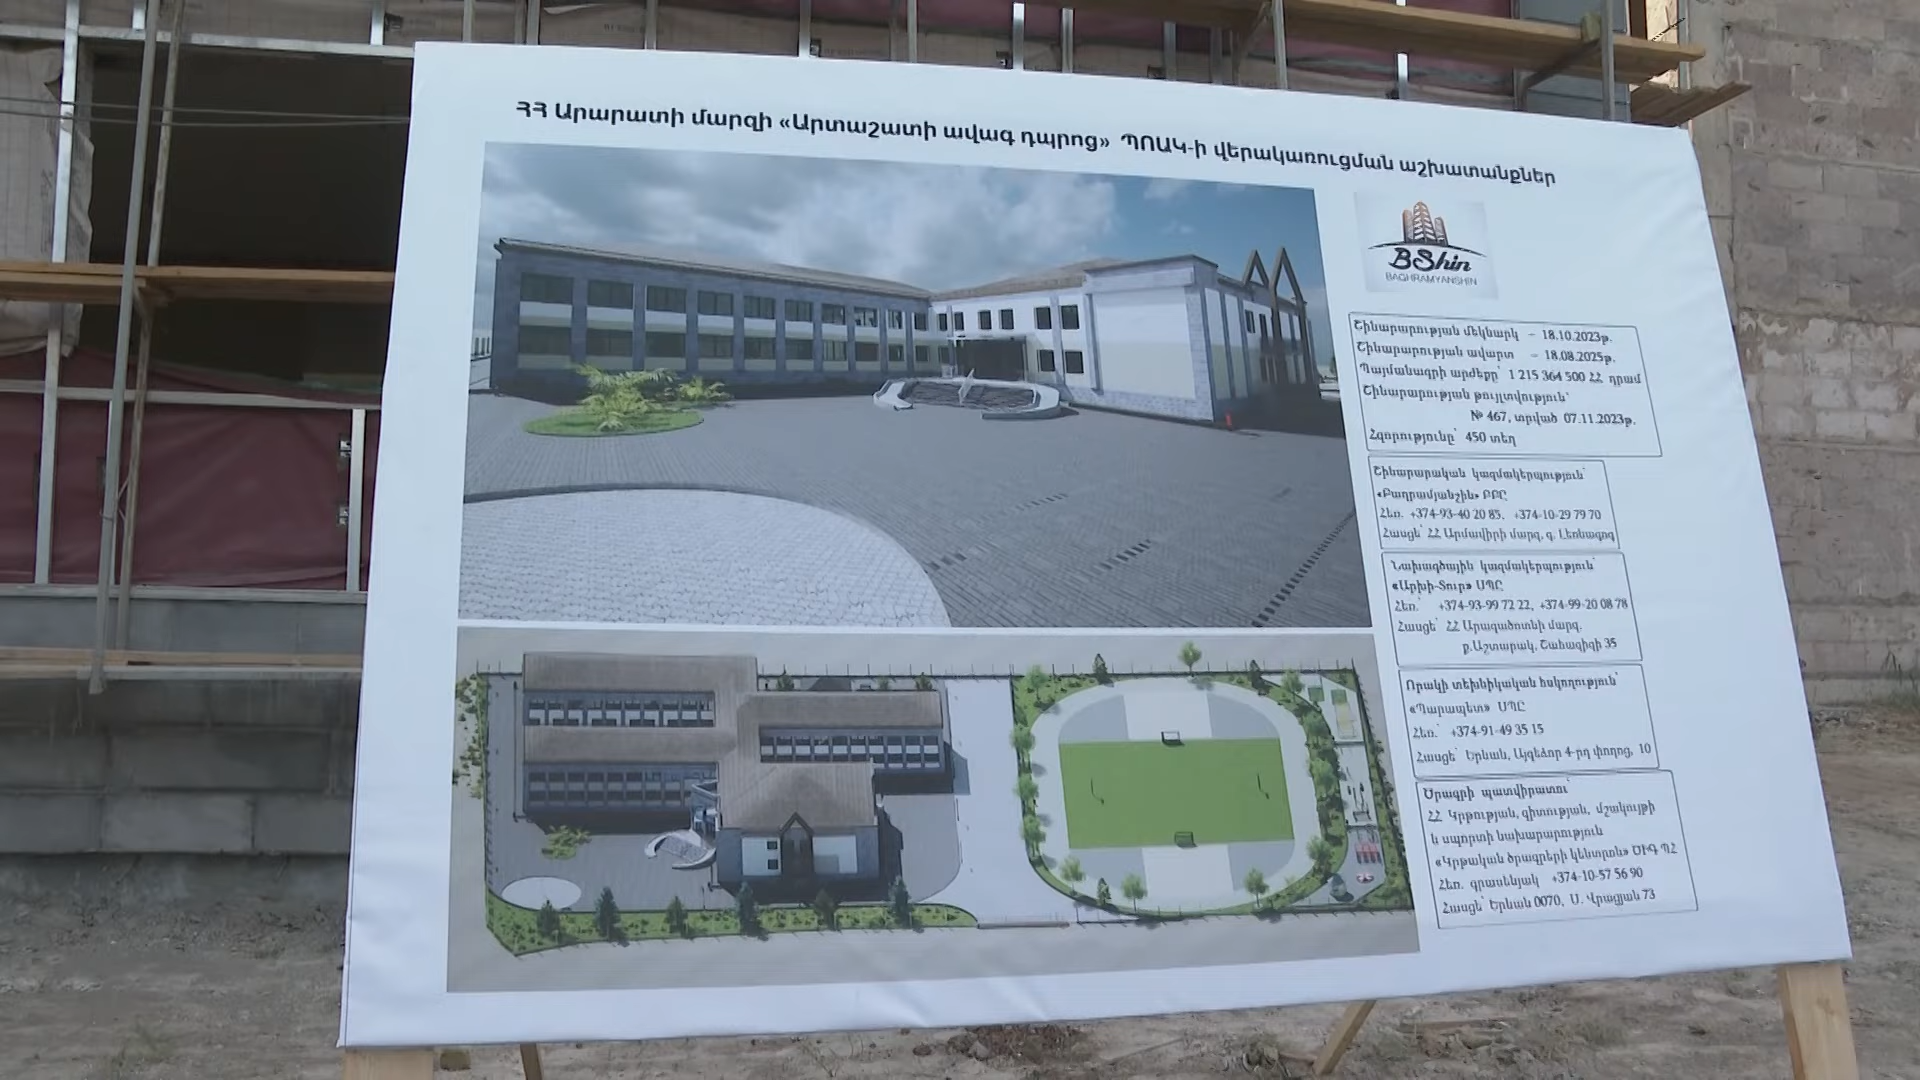 ՀՀ Արարատի մարզի «Արտաշատի ավագ դպրոց» ՊՈԱԿ-ի վերակառուցման աշխատանքներ
BShin
BAGHRAMYANSHIN
Շինարարության մեկնարկ – 18.10.2023թ.
Շինարարության ավարտ – 18.08.2025թ.
Պայմանագրի արժեքը՝ 1 215 364 500 ՀՀ դրամ
Շինարարության թույլտվություն՝
№ 467, տրված 07.11.2023թ.
Հզորությունը՝ 450 տեղ
Շինարարական կազմակերպություն՝
«Բաղրամյանշին» ԲԲԸ
Հեռ. +374-93-40 20 85, +374-10-29 79 70
Հասցե՝ ՀՀ Արմավիրի մարզ, գ. Լեռնագոգ
Նախագծային կազմակերպություն՝
«Արխի-Տուր» ՍՊԸ
Հեռ.՝ +374-93-99 72 22, +374-99-20 08 78
Հասցե՝ ՀՀ Արագածոտնի մարզ.
ք.Աշտարակ, Շահազիզի 35
Որակի տեխնիկական հսկողություն՝
«Պարապետ» ՍՊԸ
Հեռ.՝ +374-91-49 35 15
Հասցե՝ Երևան, Այգեձոր 4-րդ փողոց, 10
Ծրագրի պատվիրատու՝
ՀՀ Կրթության, գիտության, մշակույթի
և սպորտի նախարարություն
«Կրթական ծրագրերի կենտրոն» ԾԻԳ ՊՀ
Հեռ. գրասենյակ +374-10-57 56 90
Հասցե՝ Երևան 0070, Ս. Վրացյան 73